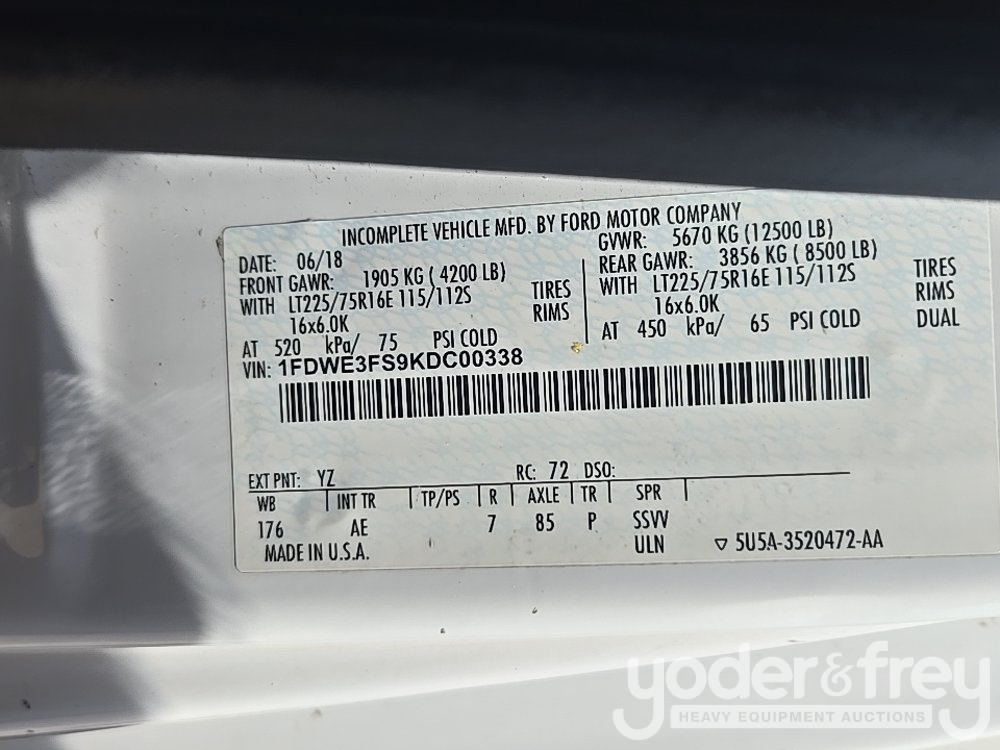 INCOMPLETE VEHICLE MFD. BY FORD MOTOR COMPANY
DATE: 06/18
GVWR: 5670 KG (12500 LB)
FRONT GAWR: 1905 KG ( 4200 LB)
REAR GAWR: 3856 KG ( 8500 LB)
WITH LT225/75R16E 115/112S TIRES
WITH LT225/75R16E 115/112S TIRES
16x6.0K RIMS
16x6.0K RIMS
AT 520 kPa/ 75 PSI COLD
AT 450 kPa/ 65 PSI COLD DUAL
VIN: 1FDWE3FS9KDC00338
EXT PNT: YZ RC: 72 DSO:
WB INT TR TP/PS R AXLE TR SPR
176 AE 7 85 P SSVV
MADE IN U.S.A. ULN ▽ 5U5A-3520472-AA
yoder&frey
HEAVY EQUIPMENT AUCTIONS